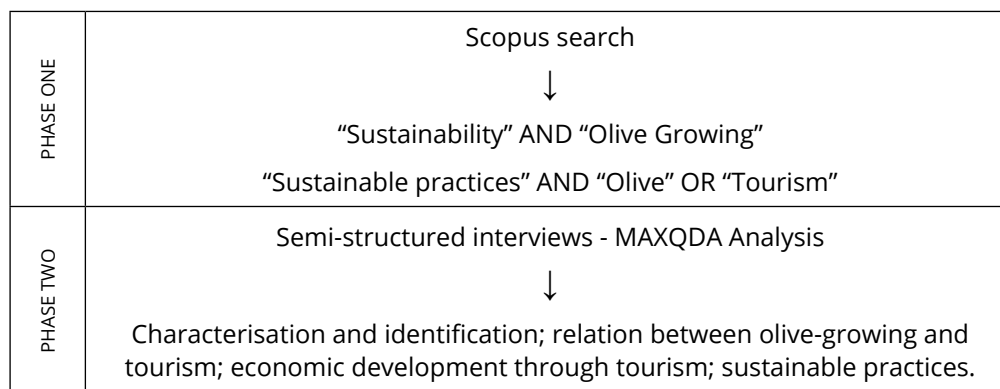 PHASE ONE
Scopus search
↓
“Sustainability” AND “Olive Growing”
“Sustainable practices” AND “Olive” OR “Tourism”
PHASE TWO
Semi-structured interviews - MAXQDA Analysis
↓
Characterisation and identification; relation between olive-growing and
tourism; economic development through tourism; sustainable practices.